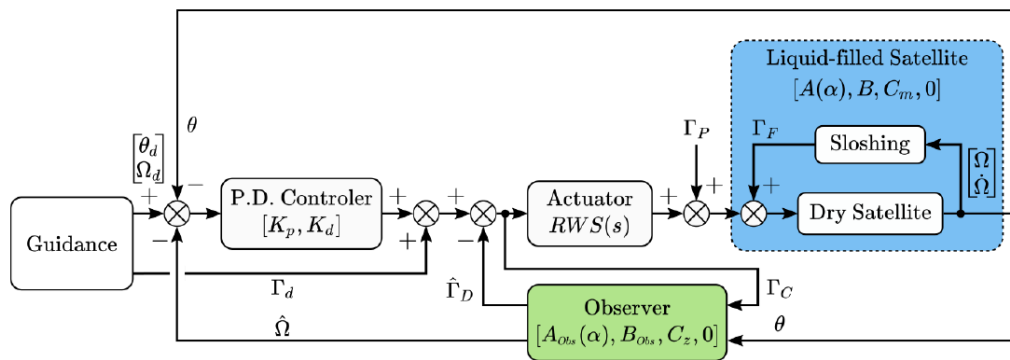 Liquid-filled Satellite
[A(α), B, C_m, 0]
θ
Γ_P
Γ_F
Sloshing
[Ω
Ω̇]
[θ_d
Ω_d]
+
−
−
P.D. Controler
[K_p, K_d]
+
+
+
−
Actuator
RWS(s)
+
+
+
+
Dry Satellite
Guidance
Γ_d
Γ̂_D
Γ_C
Observer
[A_Obs(α), B_Obs, C_z, 0]
Ω̂
θ